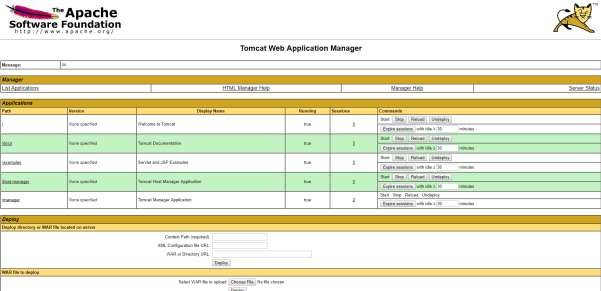 The Apache
Software Foundation
http://www.apache.org/
Tomcat Web Application Manager
Message: OK
Manager
List Applications HTML Manager Help Manager Help Server Status
Applications
Path Version Display Name Running Sessions Commands
/ None specified Welcome to Tomcat true 0 Start Stop Reload Undeploy
Expire sessions with idle ≥ 30 minutes
/docs None specified Tomcat Documentation true 0 Start Stop Reload Undeploy
Expire sessions with idle ≥ 30 minutes
/examples None specified Servlet and JSP Examples true 0 Start Stop Reload Undeploy
Expire sessions with idle ≥ 30 minutes
/host-manager None specified Tomcat Host Manager Application true 0 Start Stop Reload Undeploy
Expire sessions with idle ≥ 30 minutes
/manager None specified Tomcat Manager Application true Start Stop Reload Undeploy
Expire sessions with idle ≥ 30 minutes
Deploy
Deploy directory or WAR file located on server
Context Path (required):
XML Configuration file URL:
WAR or Directory URL:
Deploy
WAR file to deploy
Select WAR file to upload Choose File No file chosen
Deploy